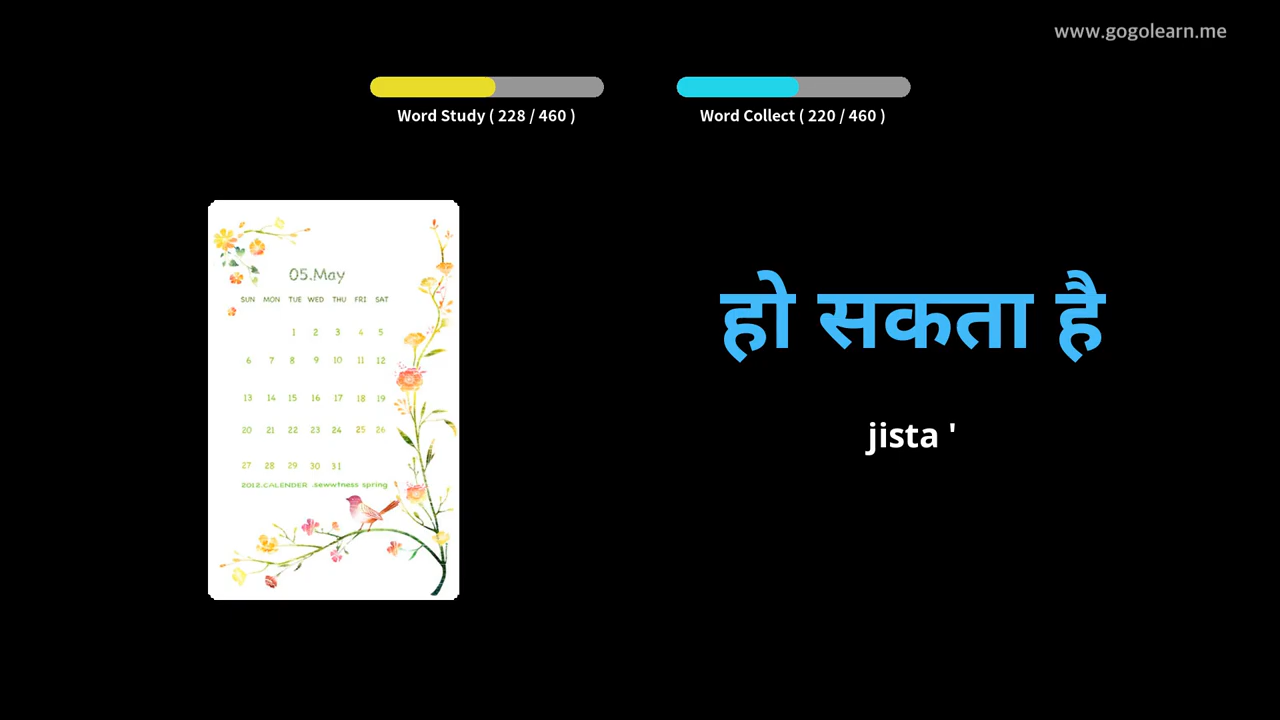 www.gogolearn.me
Word Study ( 228 / 460 )
Word Collect ( 220 / 460 )
05.May
SUN MON TUE WED THU FRI SAT
1 2 3 4 5
6 7 8 9 10 11 12
13 14 15 16 17 18 19
20 21 22 23 24 25 26
27 28 29 30 31
2012.CALENDER .sewwtness spring
हो सकता है
jista '